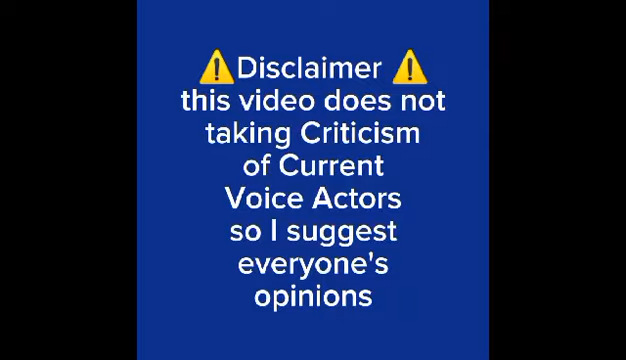 ⚠️Disclaimer ⚠️
this video does not
taking Criticism
of Current
Voice Actors
so I suggest
everyone's
opinions